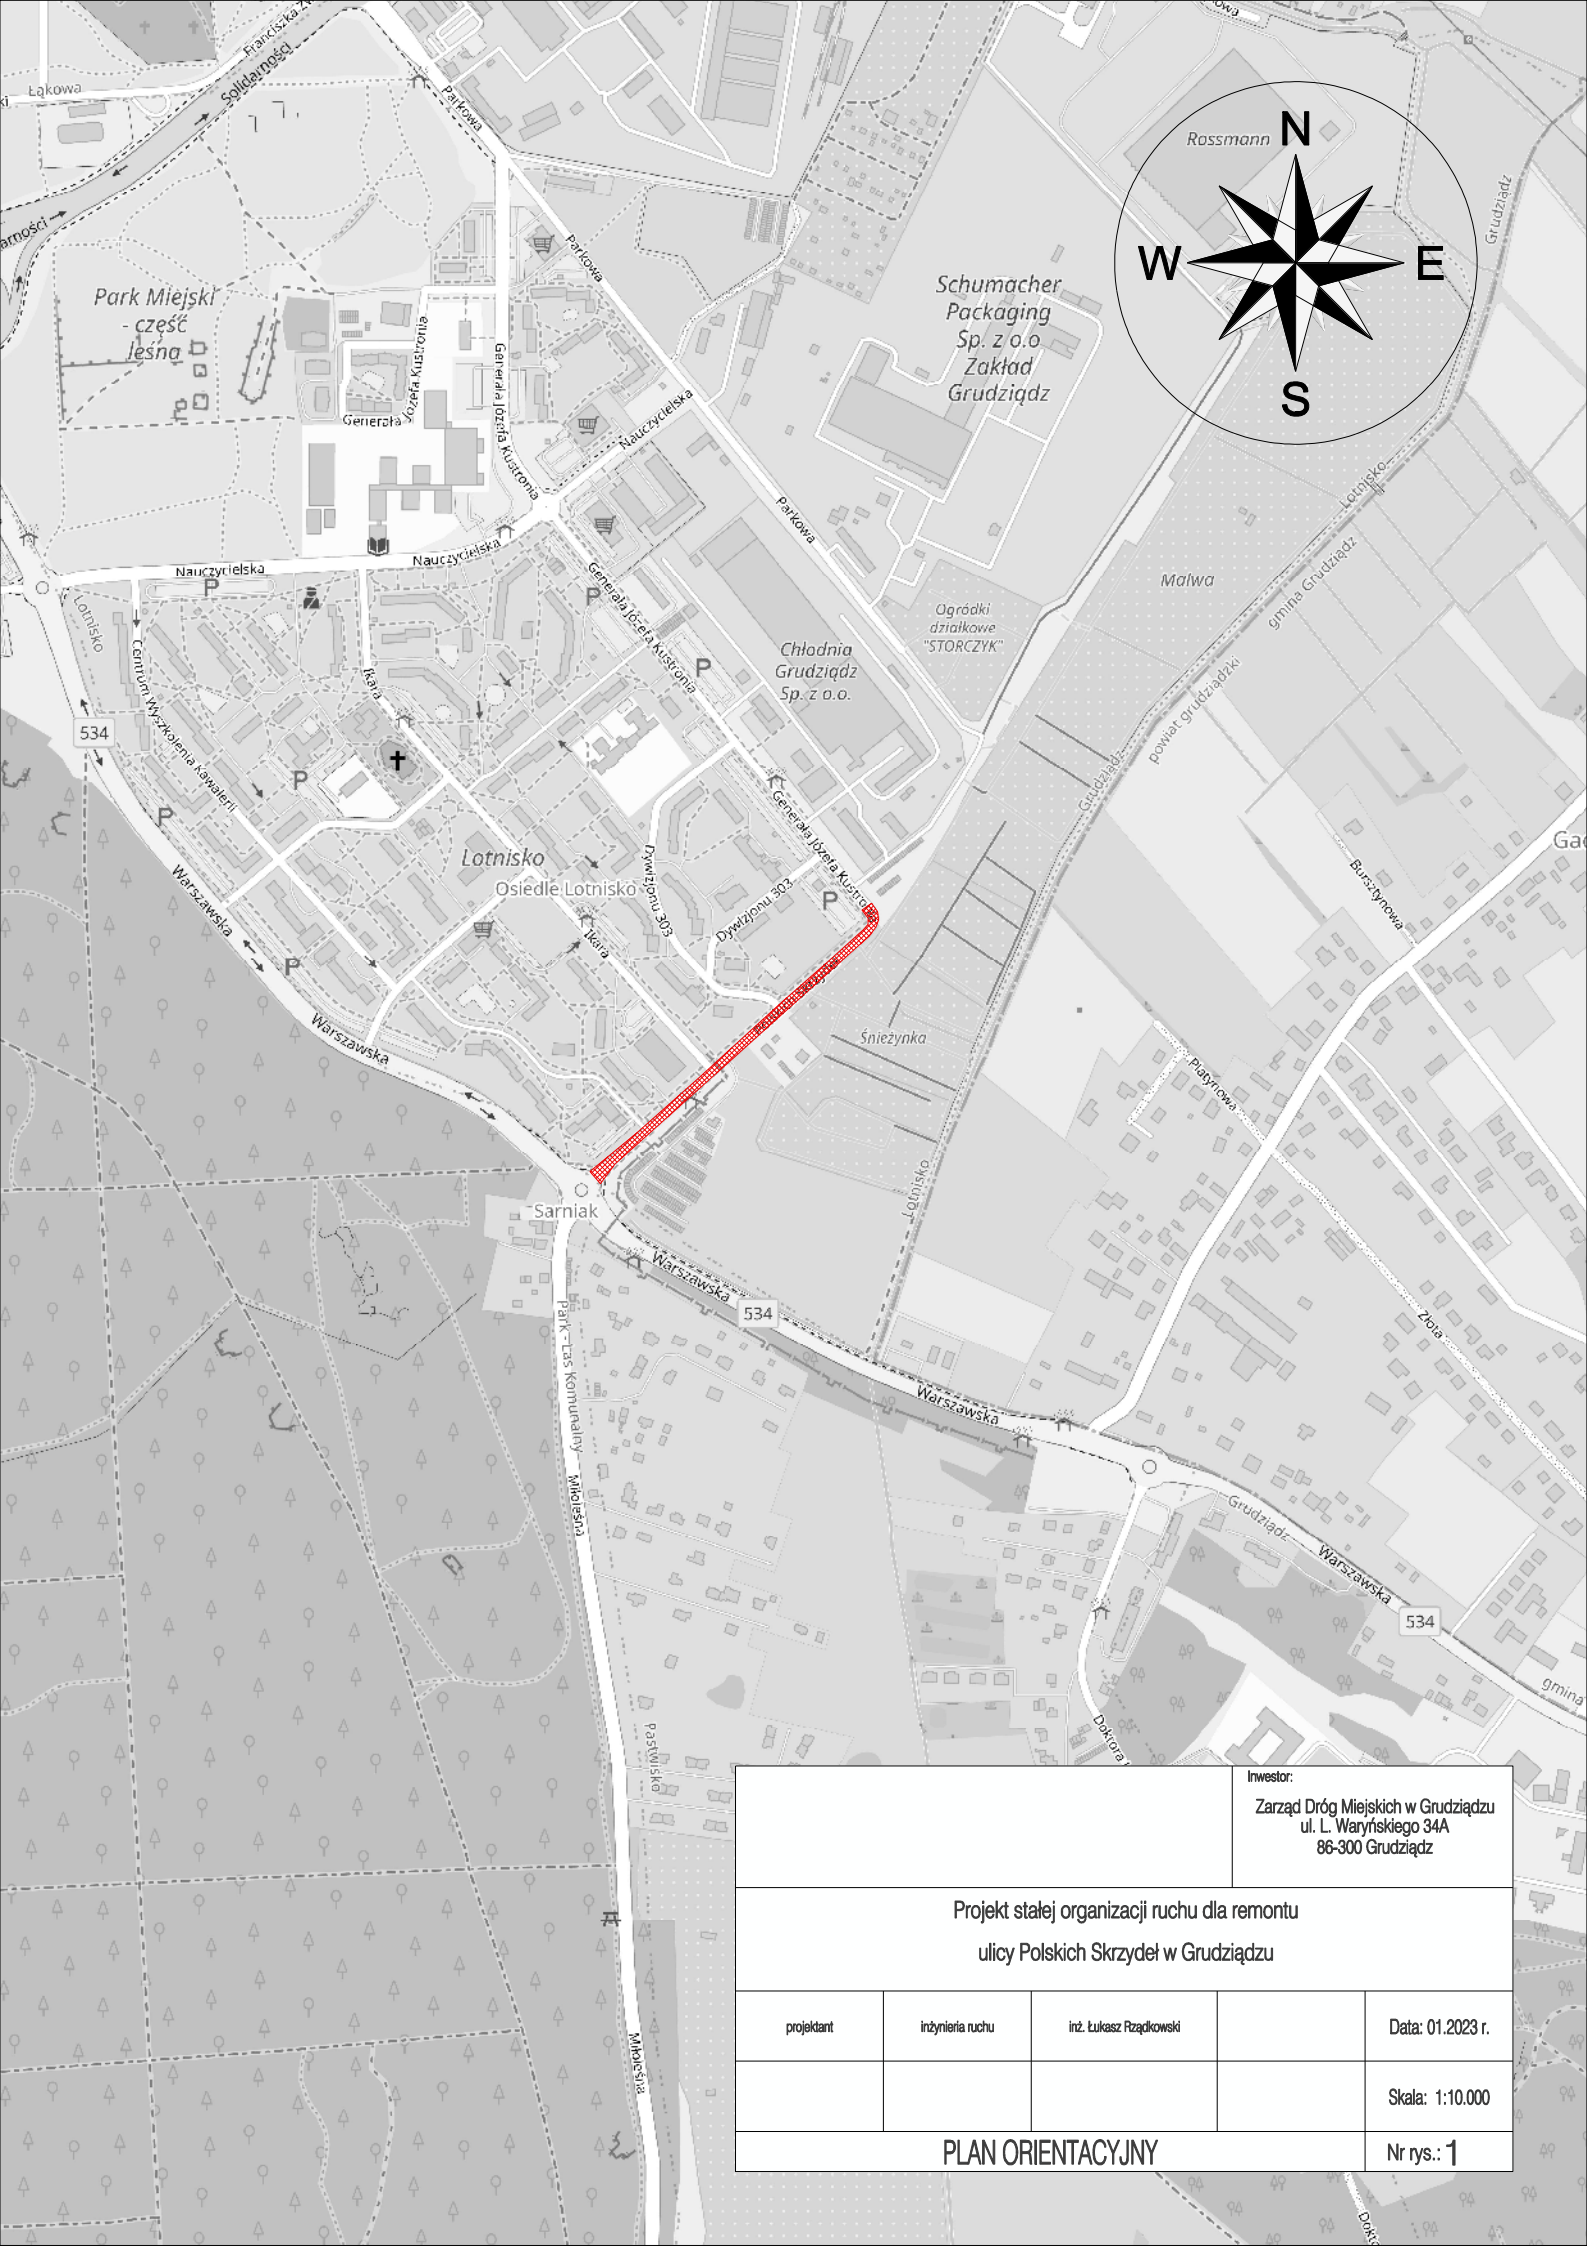 Łąkowa
Solidarności
Parkowa
Rossmann
N
W
E
S
Grudziądz
Parkowa
Park Miejski
- część
leśna
Schumacher
Packaging
Sp. z o.o
Zakład
Grudziądz
Generała
Józefa Kustronia
Generała Józefa Kustronia
Nauczycielska
Lotnisko
Parkowa
gmina Grudziądz
Nauczycielska
Nauczycielska
P
P
Malwa
Lotnisko
Generała Józefa Kustronia
Ogródki
działkowe
"STORCZYK"
Chłodnia
Grudziądz
Sp. z o.o.
P
Centrum Wyszkolenia Kawalerii
Ikara
powiat grudziądzki
534
P
P
Grudziądz
Generała Józefa Kustronia
Lotnisko
Osiedle Lotnisko
Dywizjonu 303
Dywizjonu 303
P
Bursztynowa
Warszawska
Ikara
P
Warszawska
Śnieżynka
Platynowa
Lotnisko
Sarniak
Warszawska
534
Złota
Park - Las Komunalny
Warszawska
Miłoleśna
Grudziądz
Warszawska
534
gmina
Pastwisko
Doktora
Miłoleśna
Inwestor:
Zarząd Dróg Miejskich w Grudziądzu
ul. L. Waryńskiego 34A
86-300 Grudziądz
Projekt stałej organizacji ruchu dla remontu
ulicy Polskich Skrzydeł w Grudziądzu
projektant
inżynieria ruchu
inż. Łukasz Rządkowski
Data: 01.2023 r.
Skala: 1:10.000
PLAN ORIENTACYJNY
Nr rys.: 1